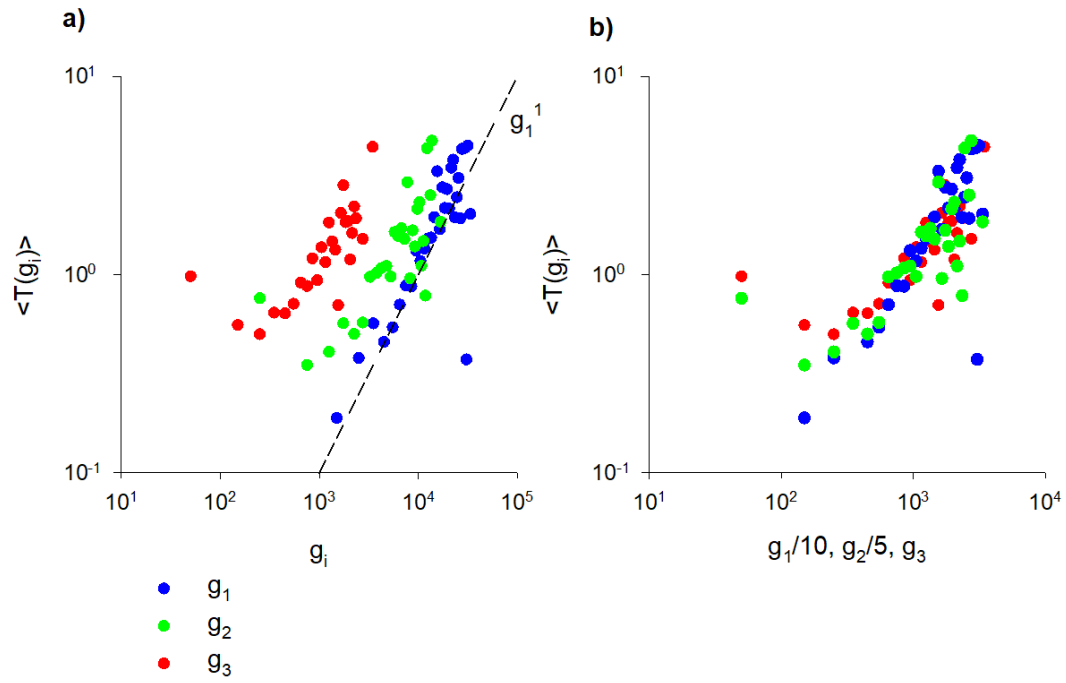 a)
<T(g_i)>
10^1
10^0
10^-1
g_1^1
10^1 10^2 10^3 10^4 10^5
g_i
g_1
g_2
g_3
b)
<T(g_i)>
10^1
10^0
10^-1
10^1 10^2 10^3 10^4
g_1/10, g_2/5, g_3